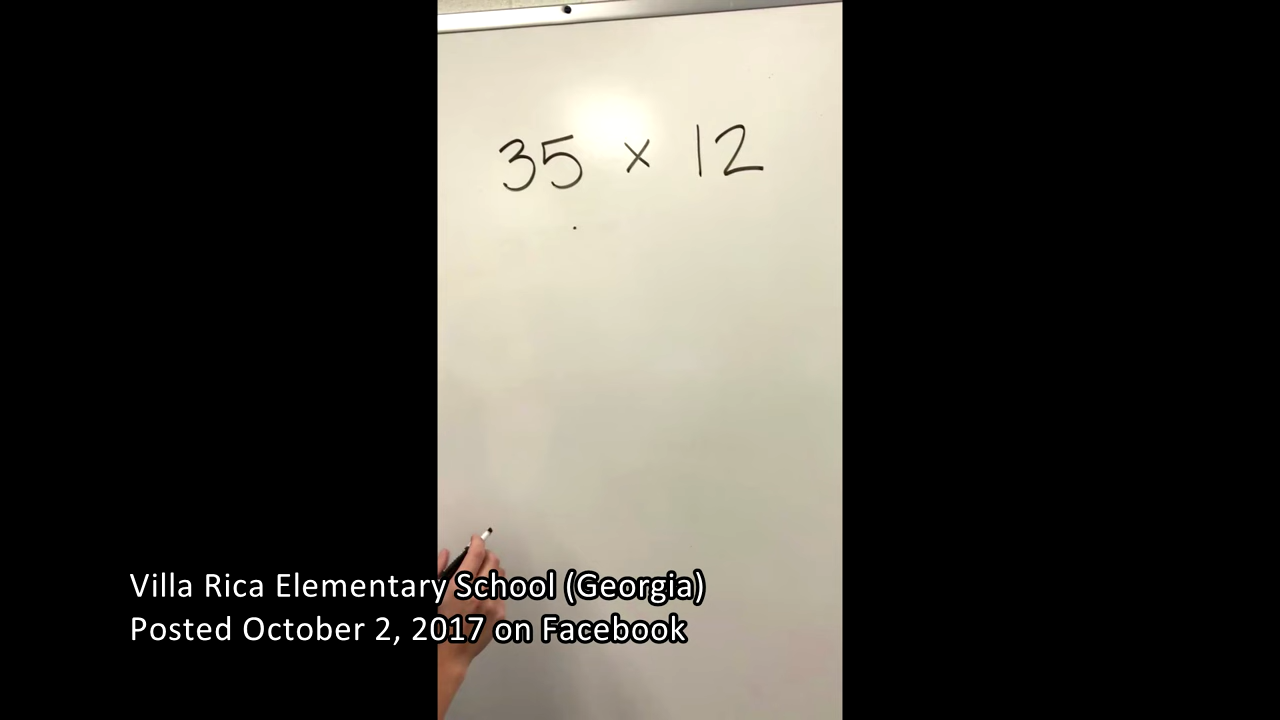 35 x 12
Villa Rica Elementary School (Georgia)
Posted October 2, 2017 on Facebook